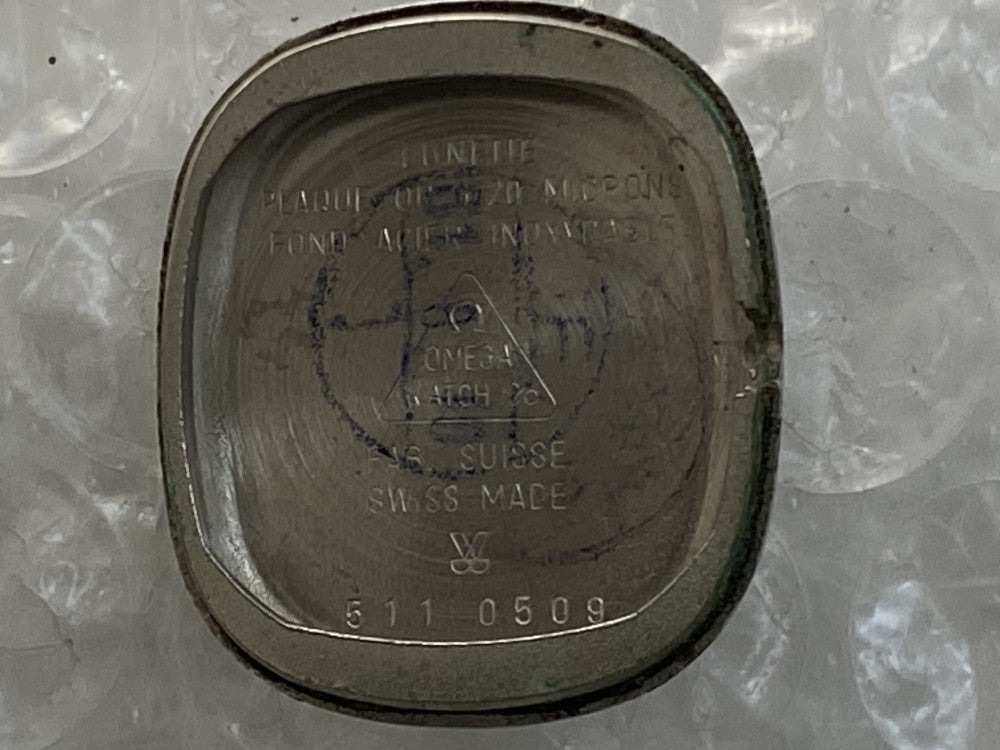 LUNETTE
PLAQUE OR G 20 MICRONS
FOND ACIER INOXYDABLE
Ω
OMEGA
WATCH Co
FAB. SUISSE
SWISS MADE
511 0509